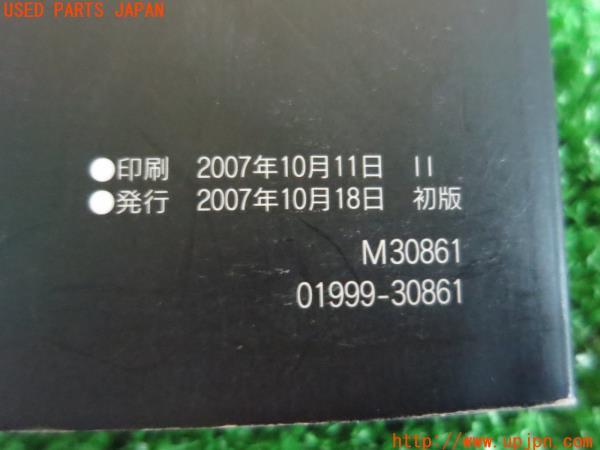 USED PARTS JAPAN
●印刷 2007年10月11日 II
●発行 2007年10月18日 初版
M30861
01999-30861
http://www.upjpn.com/